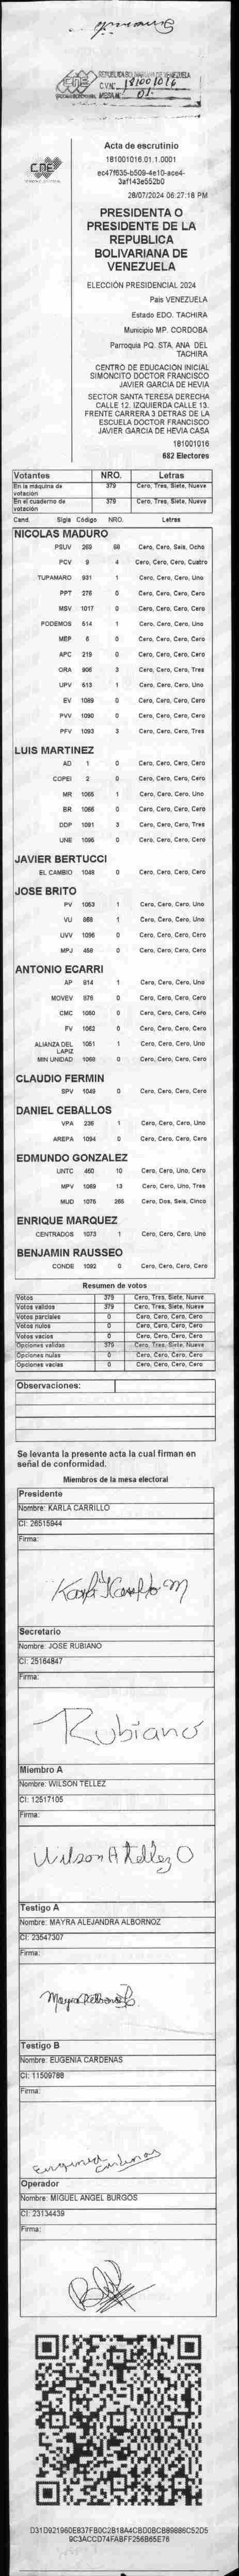 REPUBLICA BOLIVARIANA DE VENEZUELA
CNE
C.V.N°: 181001016
MESA N°: 01.
CNE
Acta de escrutinio
181001016.01.1.0001
ec47f635-b509-4e10-ace4-
3af143e552b0
28/07/2024 06:27:18 PM
PRESIDENTA O
PRESIDENTE DE LA
REPUBLICA
BOLIVARIANA DE
VENEZUELA
ELECCIÓN PRESIDENCIAL 2024
País VENEZUELA
Estado EDO. TACHIRA
Municipio MP. CORDOBA
Parroquia PQ. STA. ANA DEL
TACHIRA
CENTRO DE EDUCACION INICIAL
SIMONCITO DOCTOR FRANCISCO
JAVIER GARCIA DE HEVIA
SECTOR SANTA TERESA DERECHA
CALLE 12. IZQUIERDA CALLE 13.
FRENTE CARRERA 3 DETRAS DE LA
ESCUELA DOCTOR FRANCISCO
JAVIER GARCIA DE HEVIA CASA
181001016
682 Electores
Votantes NRO. Letras
En la máquina de votación 379 Cero, Tres, Siete, Nueve
En el cuaderno de votación 379 Cero, Tres, Siete, Nueve
Cand. Sigla Código NRO. Letras
NICOLAS MADURO
PSUV 269 68 Cero, Cero, Seis, Ocho
PCV 9 4 Cero, Cero, Cero, Cuatro
TUPAMARO 931 1 Cero, Cero, Cero, Uno
PPT 276 0 Cero, Cero, Cero, Cero
MSV 1017 0 Cero, Cero, Cero, Cero
PODEMOS 514 1 Cero, Cero, Cero, Uno
MEP 6 0 Cero, Cero, Cero, Cero
APC 219 0 Cero, Cero, Cero, Cero
ORA 906 3 Cero, Cero, Cero, Tres
UPV 513 1 Cero, Cero, Cero, Uno
EV 1089 0 Cero, Cero, Cero, Cero
PVV 1090 0 Cero, Cero, Cero, Cero
PFV 1093 3 Cero, Cero, Cero, Tres
LUIS MARTINEZ
AD 1 0 Cero, Cero, Cero, Cero
COPEI 2 0 Cero, Cero, Cero, Cero
MR 1065 1 Cero, Cero, Cero, Uno
BR 1066 0 Cero, Cero, Cero, Cero
DDP 1091 3 Cero, Cero, Cero, Tres
UNE 1095 0 Cero, Cero, Cero, Cero
JAVIER BERTUCCI
EL CAMBIO 1048 0 Cero, Cero, Cero, Cero
JOSE BRITO
PV 1053 1 Cero, Cero, Cero, Uno
VU 868 1 Cero, Cero, Cero, Uno
UVV 1096 0 Cero, Cero, Cero, Cero
MPJ 458 0 Cero, Cero, Cero, Cero
ANTONIO ECARRI
AP 814 1 Cero, Cero, Cero, Uno
MOVEV 876 0 Cero, Cero, Cero, Cero
CMC 1050 0 Cero, Cero, Cero, Cero
FV 1062 0 Cero, Cero, Cero, Cero
ALIANZA DEL LAPIZ 1051 1 Cero, Cero, Cero, Uno
MIN UNIDAD 1068 0 Cero, Cero, Cero, Cero
CLAUDIO FERMIN
SPV 1049 0 Cero, Cero, Cero, Cero
DANIEL CEBALLOS
VPA 236 1 Cero, Cero, Cero, Uno
AREPA 1094 0 Cero, Cero, Cero, Cero
EDMUNDO GONZALEZ
UNTC 460 10 Cero, Cero, Uno, Cero
MPV 1069 13 Cero, Cero, Uno, Tres
MUD 1075 265 Cero, Dos, Seis, Cinco
ENRIQUE MARQUEZ
CENTRADOS 1073 1 Cero, Cero, Cero, Uno
BENJAMIN RAUSSEO
CONDE 1092 0 Cero, Cero, Cero, Cero
Resumen de votos
Votos 379 Cero, Tres, Siete, Nueve
Votos validos 379 Cero, Tres, Siete, Nueve
Votos parciales 0 Cero, Cero, Cero, Cero
Votos nulos 0 Cero, Cero, Cero, Cero
Votos vacios 0 Cero, Cero, Cero, Cero
Opciones validas 379 Cero, Tres, Siete, Nueve
Opciones nulas 0 Cero, Cero, Cero, Cero
Opciones vacias 0 Cero, Cero, Cero, Cero
Observaciones:
Se levanta la presente acta la cual firman en
señal de conformidad.
Miembros de la mesa electoral
Presidente
Nombre: KARLA CARRILLO
CI: 26515944
Firma:
Secretario
Nombre: JOSE RUBIANO
CI: 25164847
Firma:
Rubiano
Miembro A
Nombre: WILSON TELLEZ
CI: 12517105
Firma:
Wilson A Tellez O
Testigo A
Nombre: MAYRA ALEJANDRA ALBORNOZ
CI: 23547307
Firma:
Testigo B
Nombre: EUGENIA CARDENAS
CI: 11509788
Firma:
Eugenia Cardenas
Operador
Nombre: MIGUEL ANGEL BURGOS
CI: 23134439
Firma:
D31D921960E837FB0C2B18A4CBD0BCB89886C52D5
9C3ACCD74FABFF256B65E76